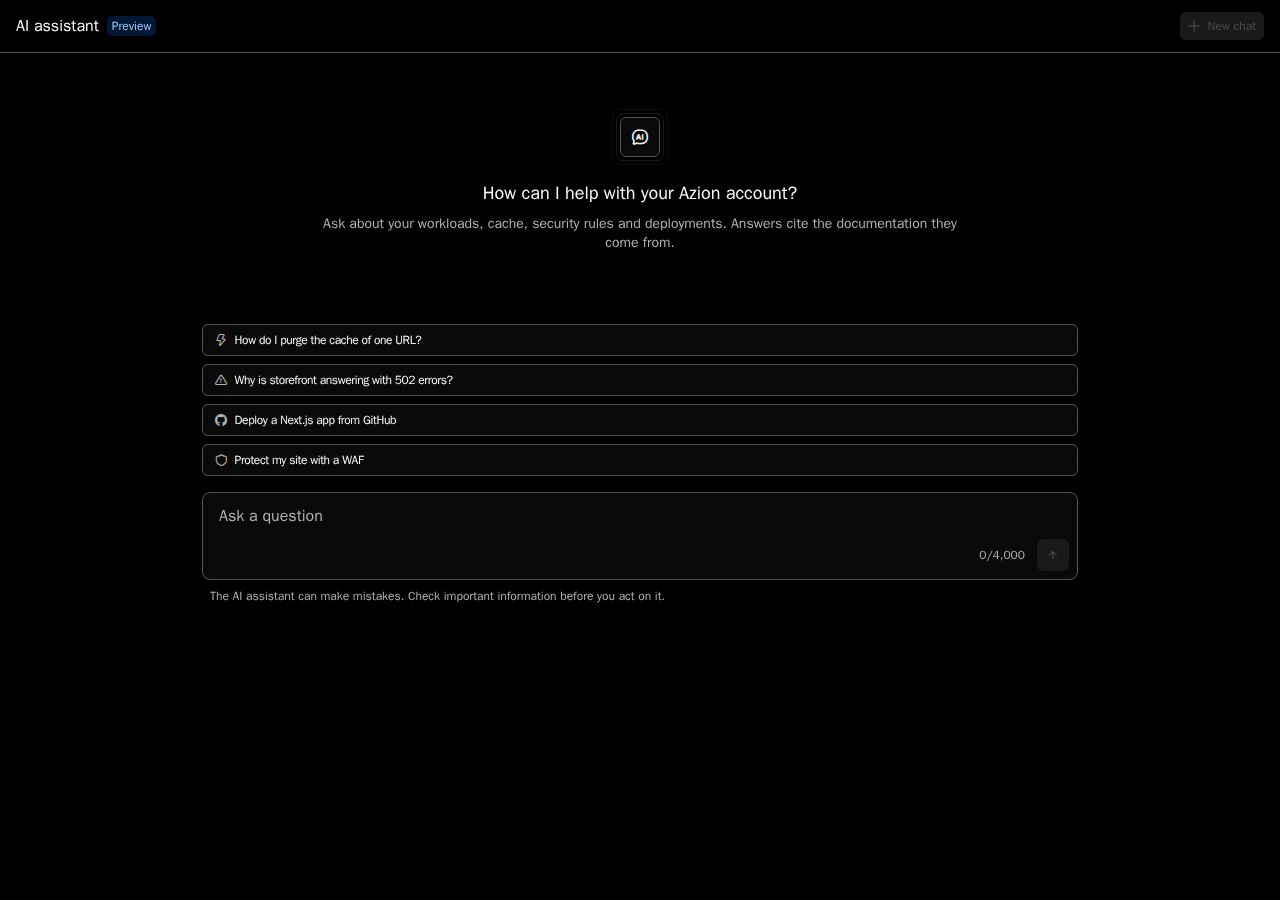 AI assistant
Preview
New chat
AI
How can I help with your Azion account?
Ask about your workloads, cache, security rules and deployments. Answers cite the documentation they
come from.
How do I purge the cache of one URL?
Why is storefront answering with 502 errors?
Deploy a Next.js app from GitHub
Protect my site with a WAF
Ask a question
0/4,000
The AI assistant can make mistakes. Check important information before you act on it.